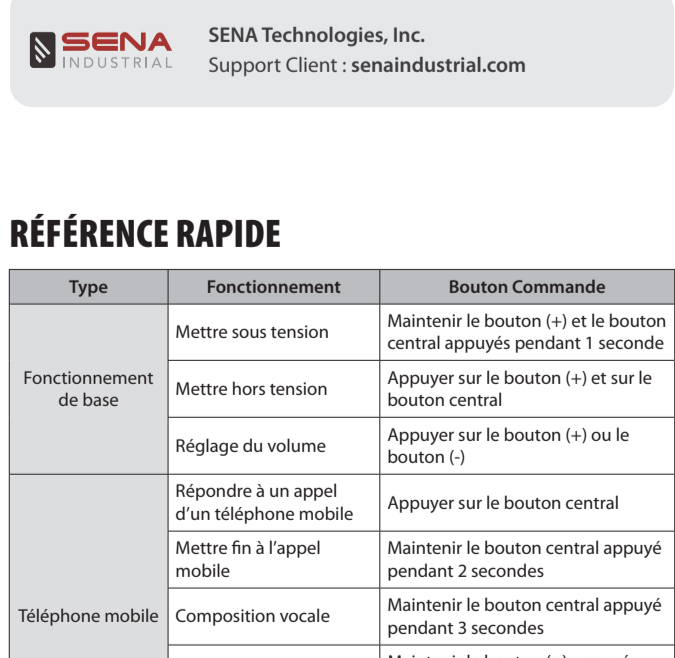 SENA
INDUSTRIAL
SENA Technologies, Inc.
Support Client : senaindustrial.com
RÉFÉRENCE RAPIDE
Type Fonctionnement Bouton Commande
Fonctionnement
de base
Mettre sous tension
Maintenir le bouton (+) et le bouton
central appuyés pendant 1 seconde
Mettre hors tension
Appuyer sur le bouton (+) et sur le
bouton central
Réglage du volume
Appuyer sur le bouton (+) ou le
bouton (-)
Téléphone mobile
Répondre à un appel
d’un téléphone mobile
Appuyer sur le bouton central
Mettre fin à l’appel
mobile
Maintenir le bouton central appuyé
pendant 2 secondes
Composition vocale
Maintenir le bouton central appuyé
pendant 3 secondes